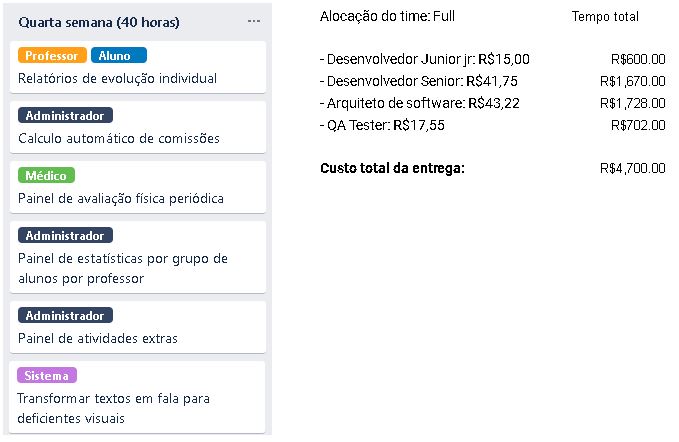 Quarta semana (40 horas) ...
Professor Aluno
Relatórios de evolução individual
Administrador
Calculo automático de comissões
Médico
Painel de avaliação física periódica
Administrador
Painel de estatísticas por grupo de
alunos por professor
Administrador
Painel de atividades extras
Sistema
Transformar textos em fala para
deficientes visuais
Alocação do time: Full Tempo total
- Desenvolvedor Junior jr: R$15,00 R$600.00
- Desenvolvedor Senior: R$41,75 R$1,670.00
- Arquiteto de software: R$43,22 R$1,728.00
- QA Tester: R$17,55 R$702.00
Custo total da entrega: R$4,700.00